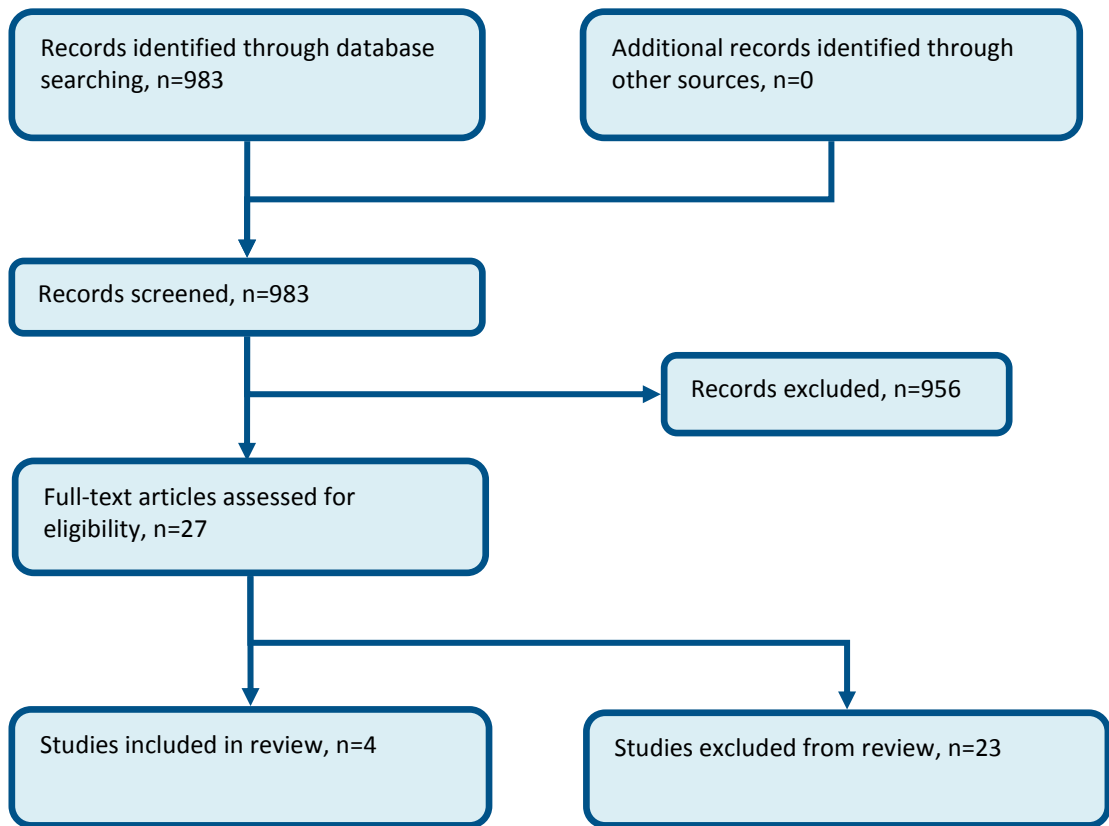 Records identified through database
searching, n=983
Additional records identified through
other sources, n=0
Records screened, n=983
Records excluded, n=956
Full-text articles assessed for
eligibility, n=27
Studies included in review, n=4
Studies excluded from review, n=23